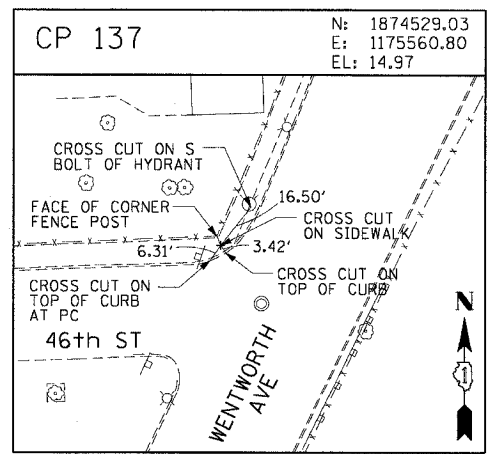 CP 137
N: 1874529.03
E: 1175560.80
EL: 14.97
CROSS CUT ON S
BOLT OF HYDRANT
16.50'
FACE OF CORNER
FENCE POST
CROSS CUT
ON SIDEWALK
6.31'
3.42'
CROSS CUT ON
TOP OF CURB
CROSS CUT ON
TOP OF CURB
AT PC
46th ST
WENTWORTH
AVE
N
1